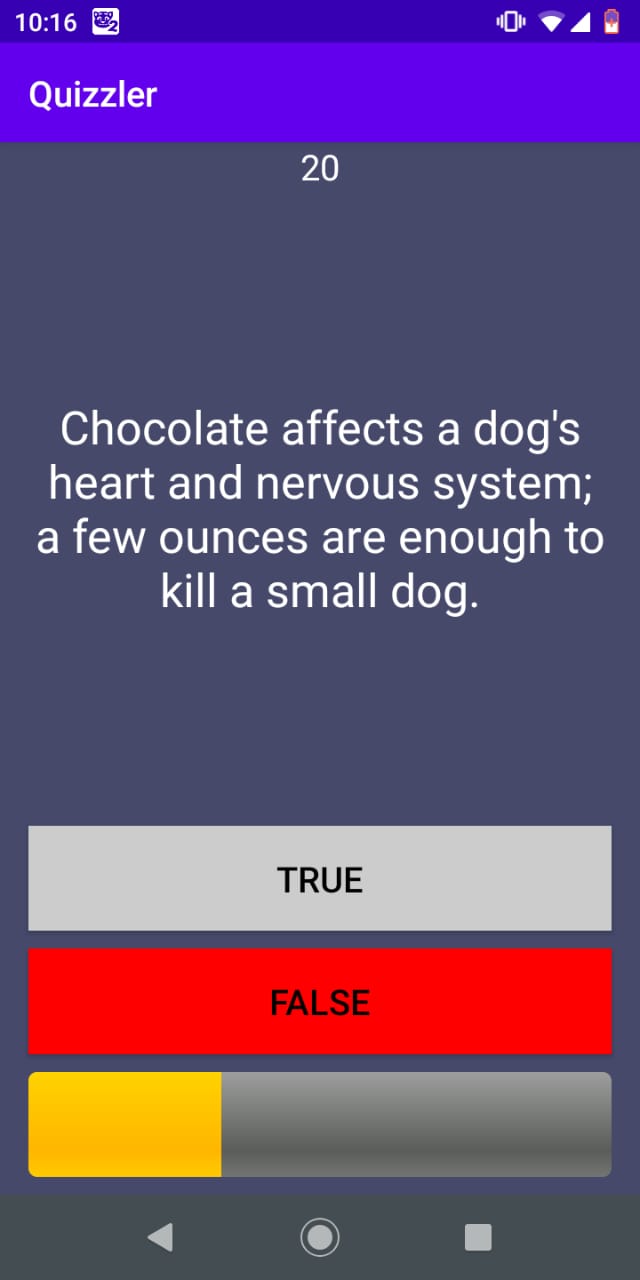 10:16
Quizzler
20
Chocolate affects a dog's
heart and nervous system;
a few ounces are enough to
kill a small dog.
TRUE
FALSE